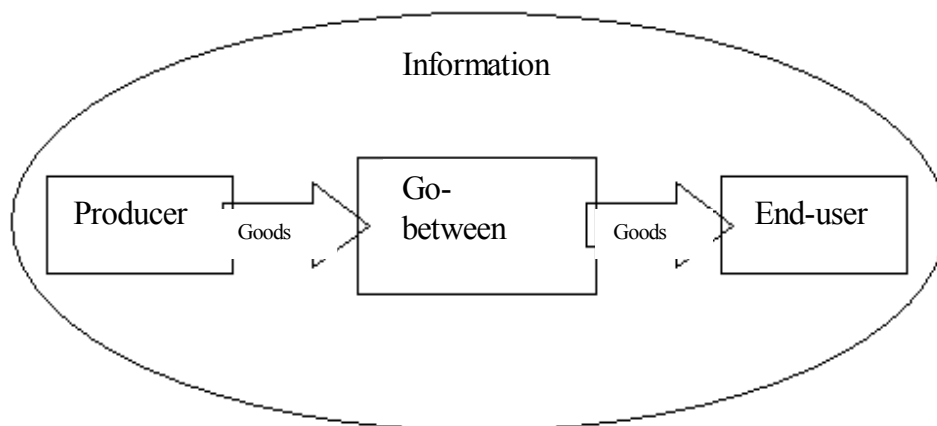 Information
Producer
Goods
Go-
between
Goods
End-user